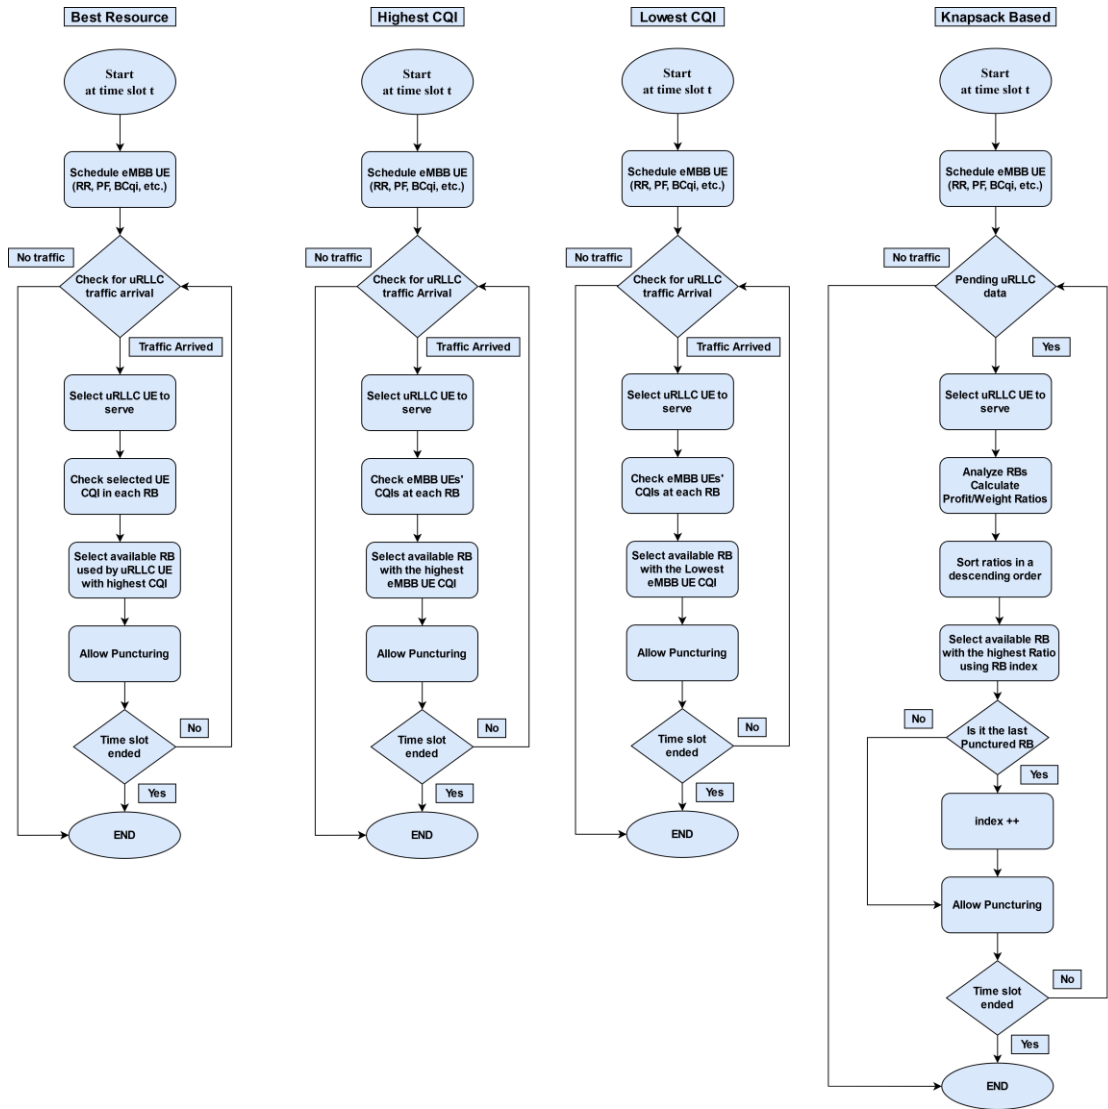 Best Resource
Start
at time slot t
Schedule eMBB UE
(RR, PF, BCqi, etc.)
No traffic
Check for uRLLC
traffic arrival
Traffic Arrived
Select uRLLC UE to
serve
Check selected UE
CQI in each RB
Select available RB
used by uRLLC UE
with highest CQI
Allow Puncturing
Time slot
ended
No
Yes
END
Highest CQI
Start
at time slot t
Schedule eMBB UE
(RR, PF, BCqi, etc.)
No traffic
Check for uRLLC
traffic Arrival
Traffic Arrived
Select uRLLC UE to
serve
Check eMBB UEs'
CQIs at each RB
Select available RB
with the highest
eMBB UE CQI
Allow Puncturing
Time slot
ended
No
Yes
END
Lowest CQI
Start
at time slot t
Schedule eMBB UE
(RR, PF, BCqi, etc.)
No traffic
Check for uRLLC
traffic Arrival
Traffic Arrived
Select uRLLC UE to
serve
Check eMBB UEs'
CQIs at each RB
Select available RB
with the Lowest
eMBB UE CQI
Allow Puncturing
Time slot
ended
No
Yes
END
Knapsack Based
Start
at time slot t
Schedule eMBB UE
(RR, PF, BCqi, etc.)
No traffic
Pending uRLLC
data
Yes
Select uRLLC UE to
serve
Analyze RBs
Calculate
Profit/Weight Ratios
Sort ratios in a
descending order
Select available RB
with the highest Ratio
using RB index
No
Is it the last
Punctured RB
Yes
index ++
Allow Puncturing
Time slot
ended
No
Yes
END